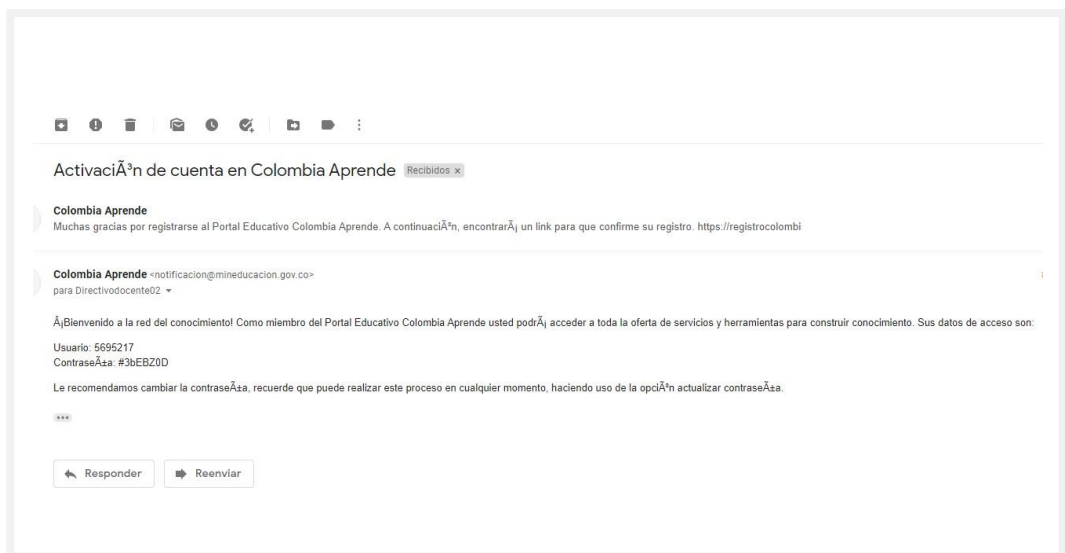 ActivaciÃ³n de cuenta en Colombia Aprende Recibidos x
Colombia Aprende
Muchas gracias por registrarse al Portal Educativo Colombia Aprende. A continuaciÃ³n, encontrarÃ¡ un link para que confirme su registro. https://registrocolombi
Colombia Aprende <notificacion@mineducacion.gov.co>
para Directivodocente02
Â¡Bienvenido a la red del conocimiento! Como miembro del Portal Educativo Colombia Aprende usted podrÃ¡ acceder a toda la oferta de servicios y herramientas para construir conocimiento. Sus datos de acceso son:
Usuario: 5695217
ContraseÃ±a: #3bEBZ0D
Le recomendamos cambiar la contraseÃ±a, recuerde que puede realizar este proceso en cualquier momento, haciendo uso de la opciÃ³n actualizar contraseÃ±a.
Responder Reenviar